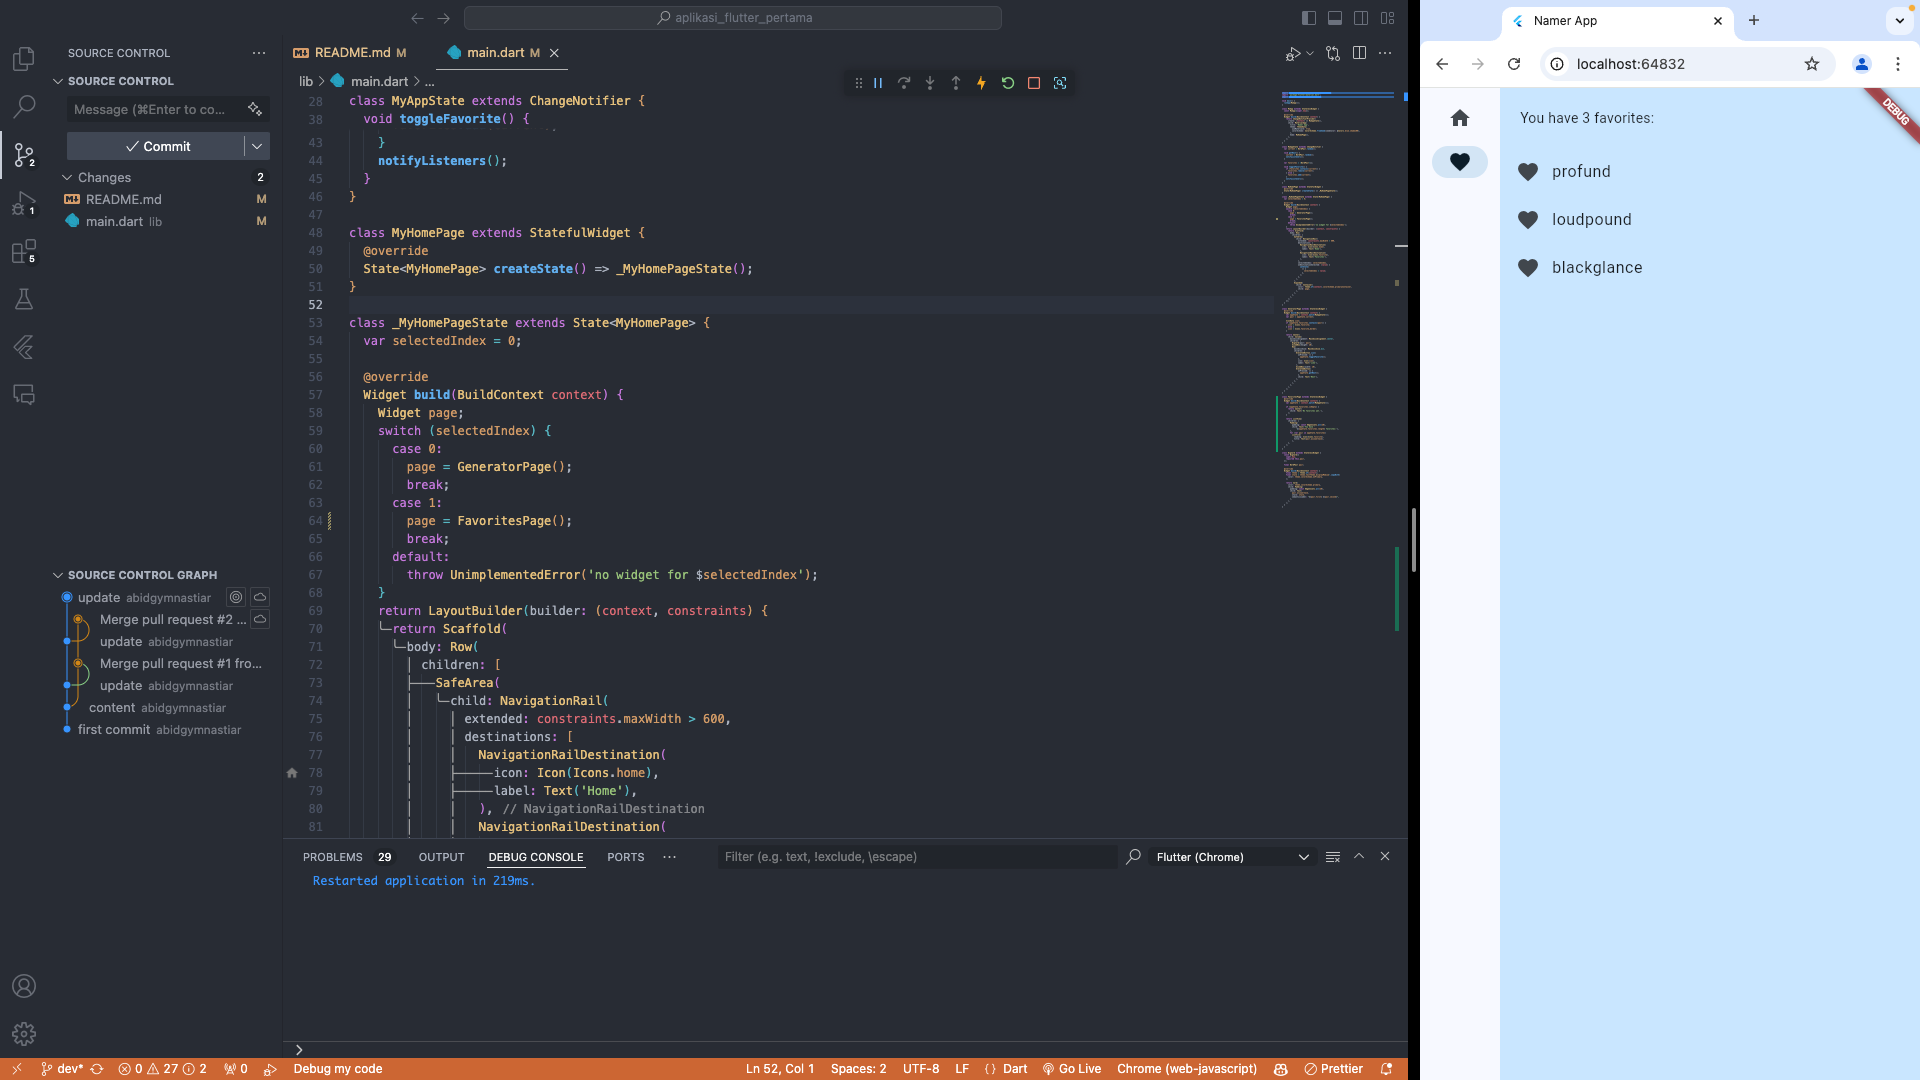 aplikasi_flutter_pertama
SOURCE CONTROL
SOURCE CONTROL
Message (⌘Enter to co...
Commit
Changes
2
README.md
M
main.dart lib
M
2
1
5
SOURCE CONTROL GRAPH
update abidgymnastiar
Merge pull request #2 ...
update abidgymnastiar
Merge pull request #1 fro...
update abidgymnastiar
content abidgymnastiar
first commit abidgymnastiar
README.md M
main.dart M
lib > main.dart > ...
28 class MyAppState extends ChangeNotifier {
38 void toggleFavorite() {
43 }
44 notifyListeners();
45 }
46 }
47
48 class MyHomePage extends StatefulWidget {
49 @override
50 State<MyHomePage> createState() => _MyHomePageState();
51 }
52
53 class _MyHomePageState extends State<MyHomePage> {
54 var selectedIndex = 0;
55
56 @override
57 Widget build(BuildContext context) {
58 Widget page;
59 switch (selectedIndex) {
60 case 0:
61 page = GeneratorPage();
62 break;
63 case 1:
64 page = FavoritesPage();
65 break;
66 default:
67 throw UnimplementedError('no widget for $selectedIndex');
68 }
69 return LayoutBuilder(builder: (context, constraints) {
70 return Scaffold(
71 body: Row(
72 children: [
73 SafeArea(
74 child: NavigationRail(
75 extended: constraints.maxWidth > 600,
76 destinations: [
77 NavigationRailDestination(
78 icon: Icon(Icons.home),
79 label: Text('Home'),
80 ), // NavigationRailDestination
81 NavigationRailDestination(
PROBLEMS 29 OUTPUT DEBUG CONSOLE PORTS ...
Filter (e.g. text, !exclude, \escape)
Flutter (Chrome)
Restarted application in 219ms.
dev* 0 27 2 0 Debug my code
Ln 52, Col 1 Spaces: 2 UTF-8 LF {} Dart Go Live Chrome (web-javascript) Prettier
Namer App
localhost:64832
DEBUG
You have 3 favorites:
profund
loudpound
blackglance